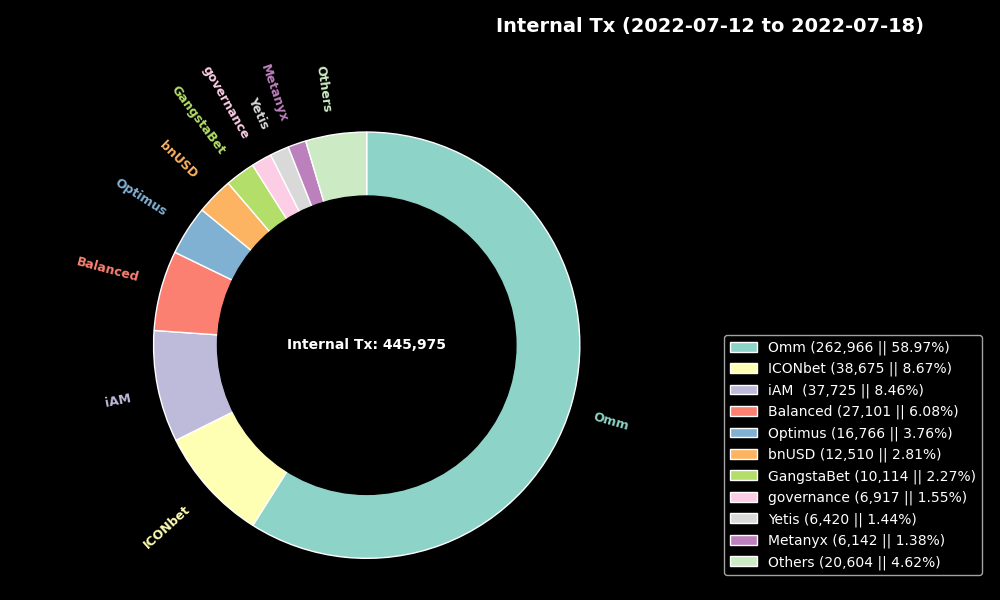 Internal Tx (2022-07-12 to 2022-07-18)
Others
Metanyx
Yetis
governance
GangstaBet
bnUSD
Optimus
Balanced
iAM
ICONbet
Omm
Internal Tx: 445,975
Omm (262,966 || 58.97%)
ICONbet (38,675 || 8.67%)
iAM  (37,725 || 8.46%)
Balanced (27,101 || 6.08%)
Optimus (16,766 || 3.76%)
bnUSD (12,510 || 2.81%)
GangstaBet (10,114 || 2.27%)
governance (6,917 || 1.55%)
Yetis (6,420 || 1.44%)
Metanyx (6,142 || 1.38%)
Others (20,604 || 4.62%)